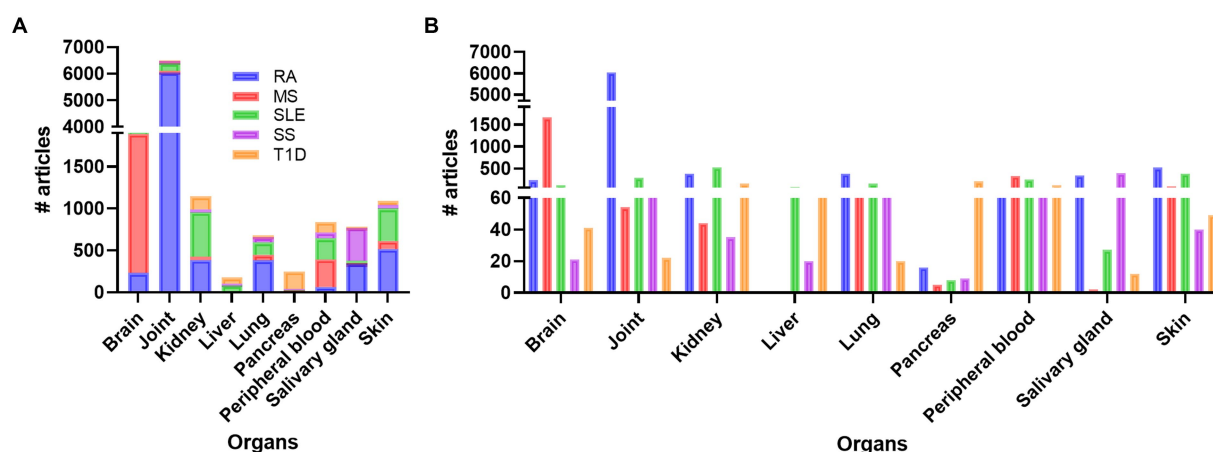 A
# articles
7000
6000
5000
4000
1500
1000
500
0
RA
MS
SLE
SS
T1D
Brain
Joint
Kidney
Liver
Lung
Pancreas
Peripheral blood
Salivary gland
Skin
Organs
B
# articles
7000
6000
5000
1500
500
60
40
20
0
Brain
Joint
Kidney
Liver
Lung
Pancreas
Peripheral blood
Salivary gland
Skin
Organs